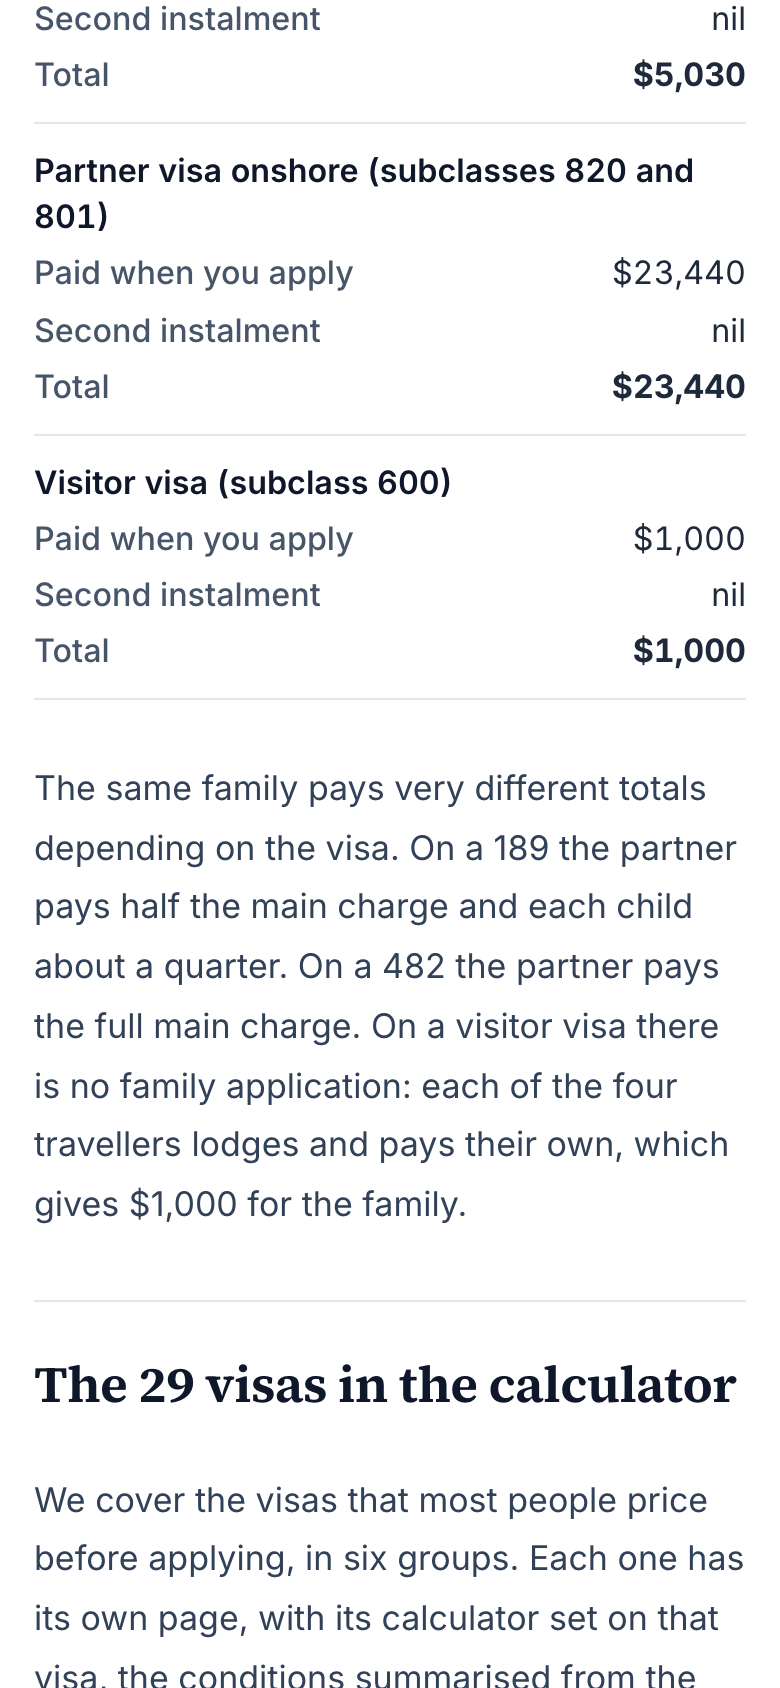 Second instalment nil
Total $5,030
Partner visa onshore (subclasses 820 and
801)
Paid when you apply $23,440
Second instalment nil
Total $23,440
Visitor visa (subclass 600)
Paid when you apply $1,000
Second instalment nil
Total $1,000
The same family pays very different totals
depending on the visa. On a 189 the partner
pays half the main charge and each child
about a quarter. On a 482 the partner pays
the full main charge. On a visitor visa there
is no family application: each of the four
travellers lodges and pays their own, which
gives $1,000 for the family.
The 29 visas in the calculator
We cover the visas that most people price
before applying, in six groups. Each one has
its own page, with its calculator set on that
visa, the conditions summarised from the